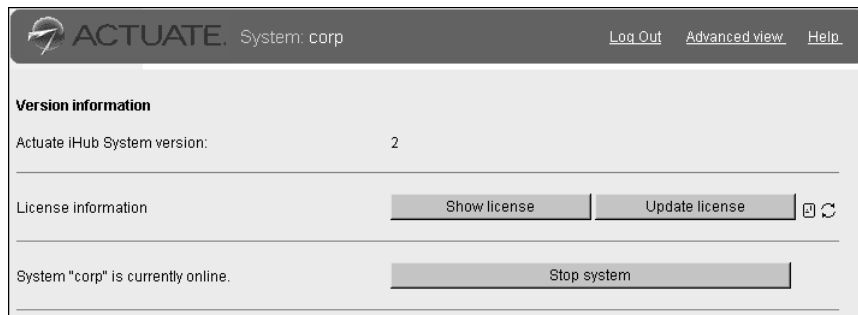 ACTUATE. System: corp Log Out Advanced view Help
Version information
Actuate iHub System version: 2
License information Show license Update license
System "corp" is currently online. Stop system